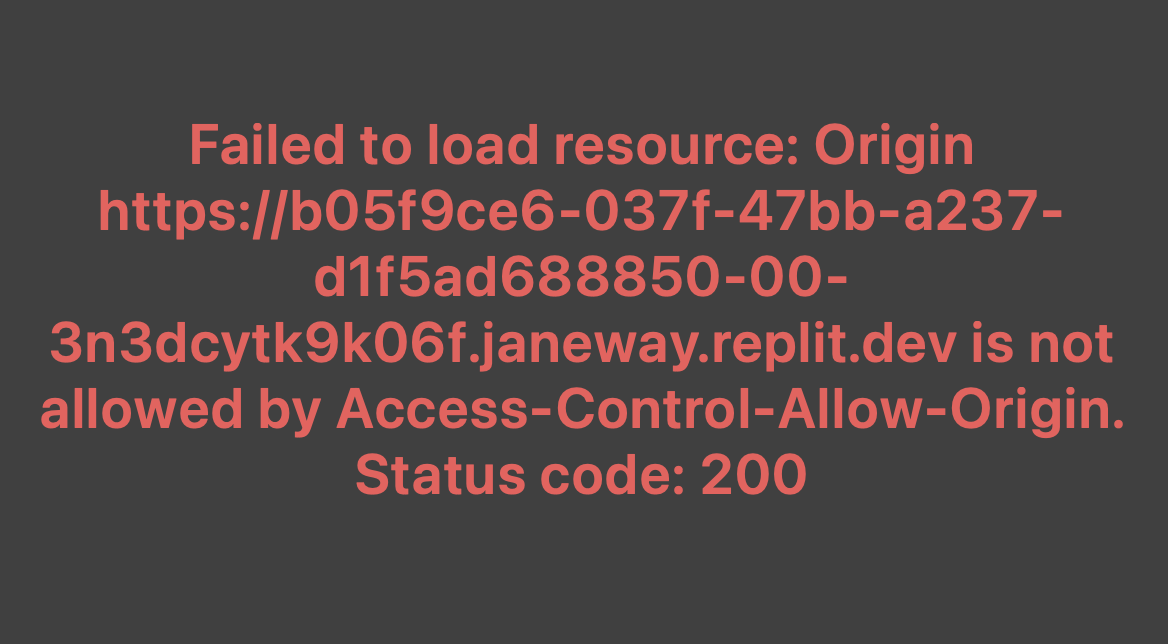 Failed to load resource: Origin
https://b05f9ce6-037f-47bb-a237-
d1f5ad688850-00-
3n3dcytk9k06f.janeway.replit.dev is not
allowed by Access-Control-Allow-Origin.
Status code: 200